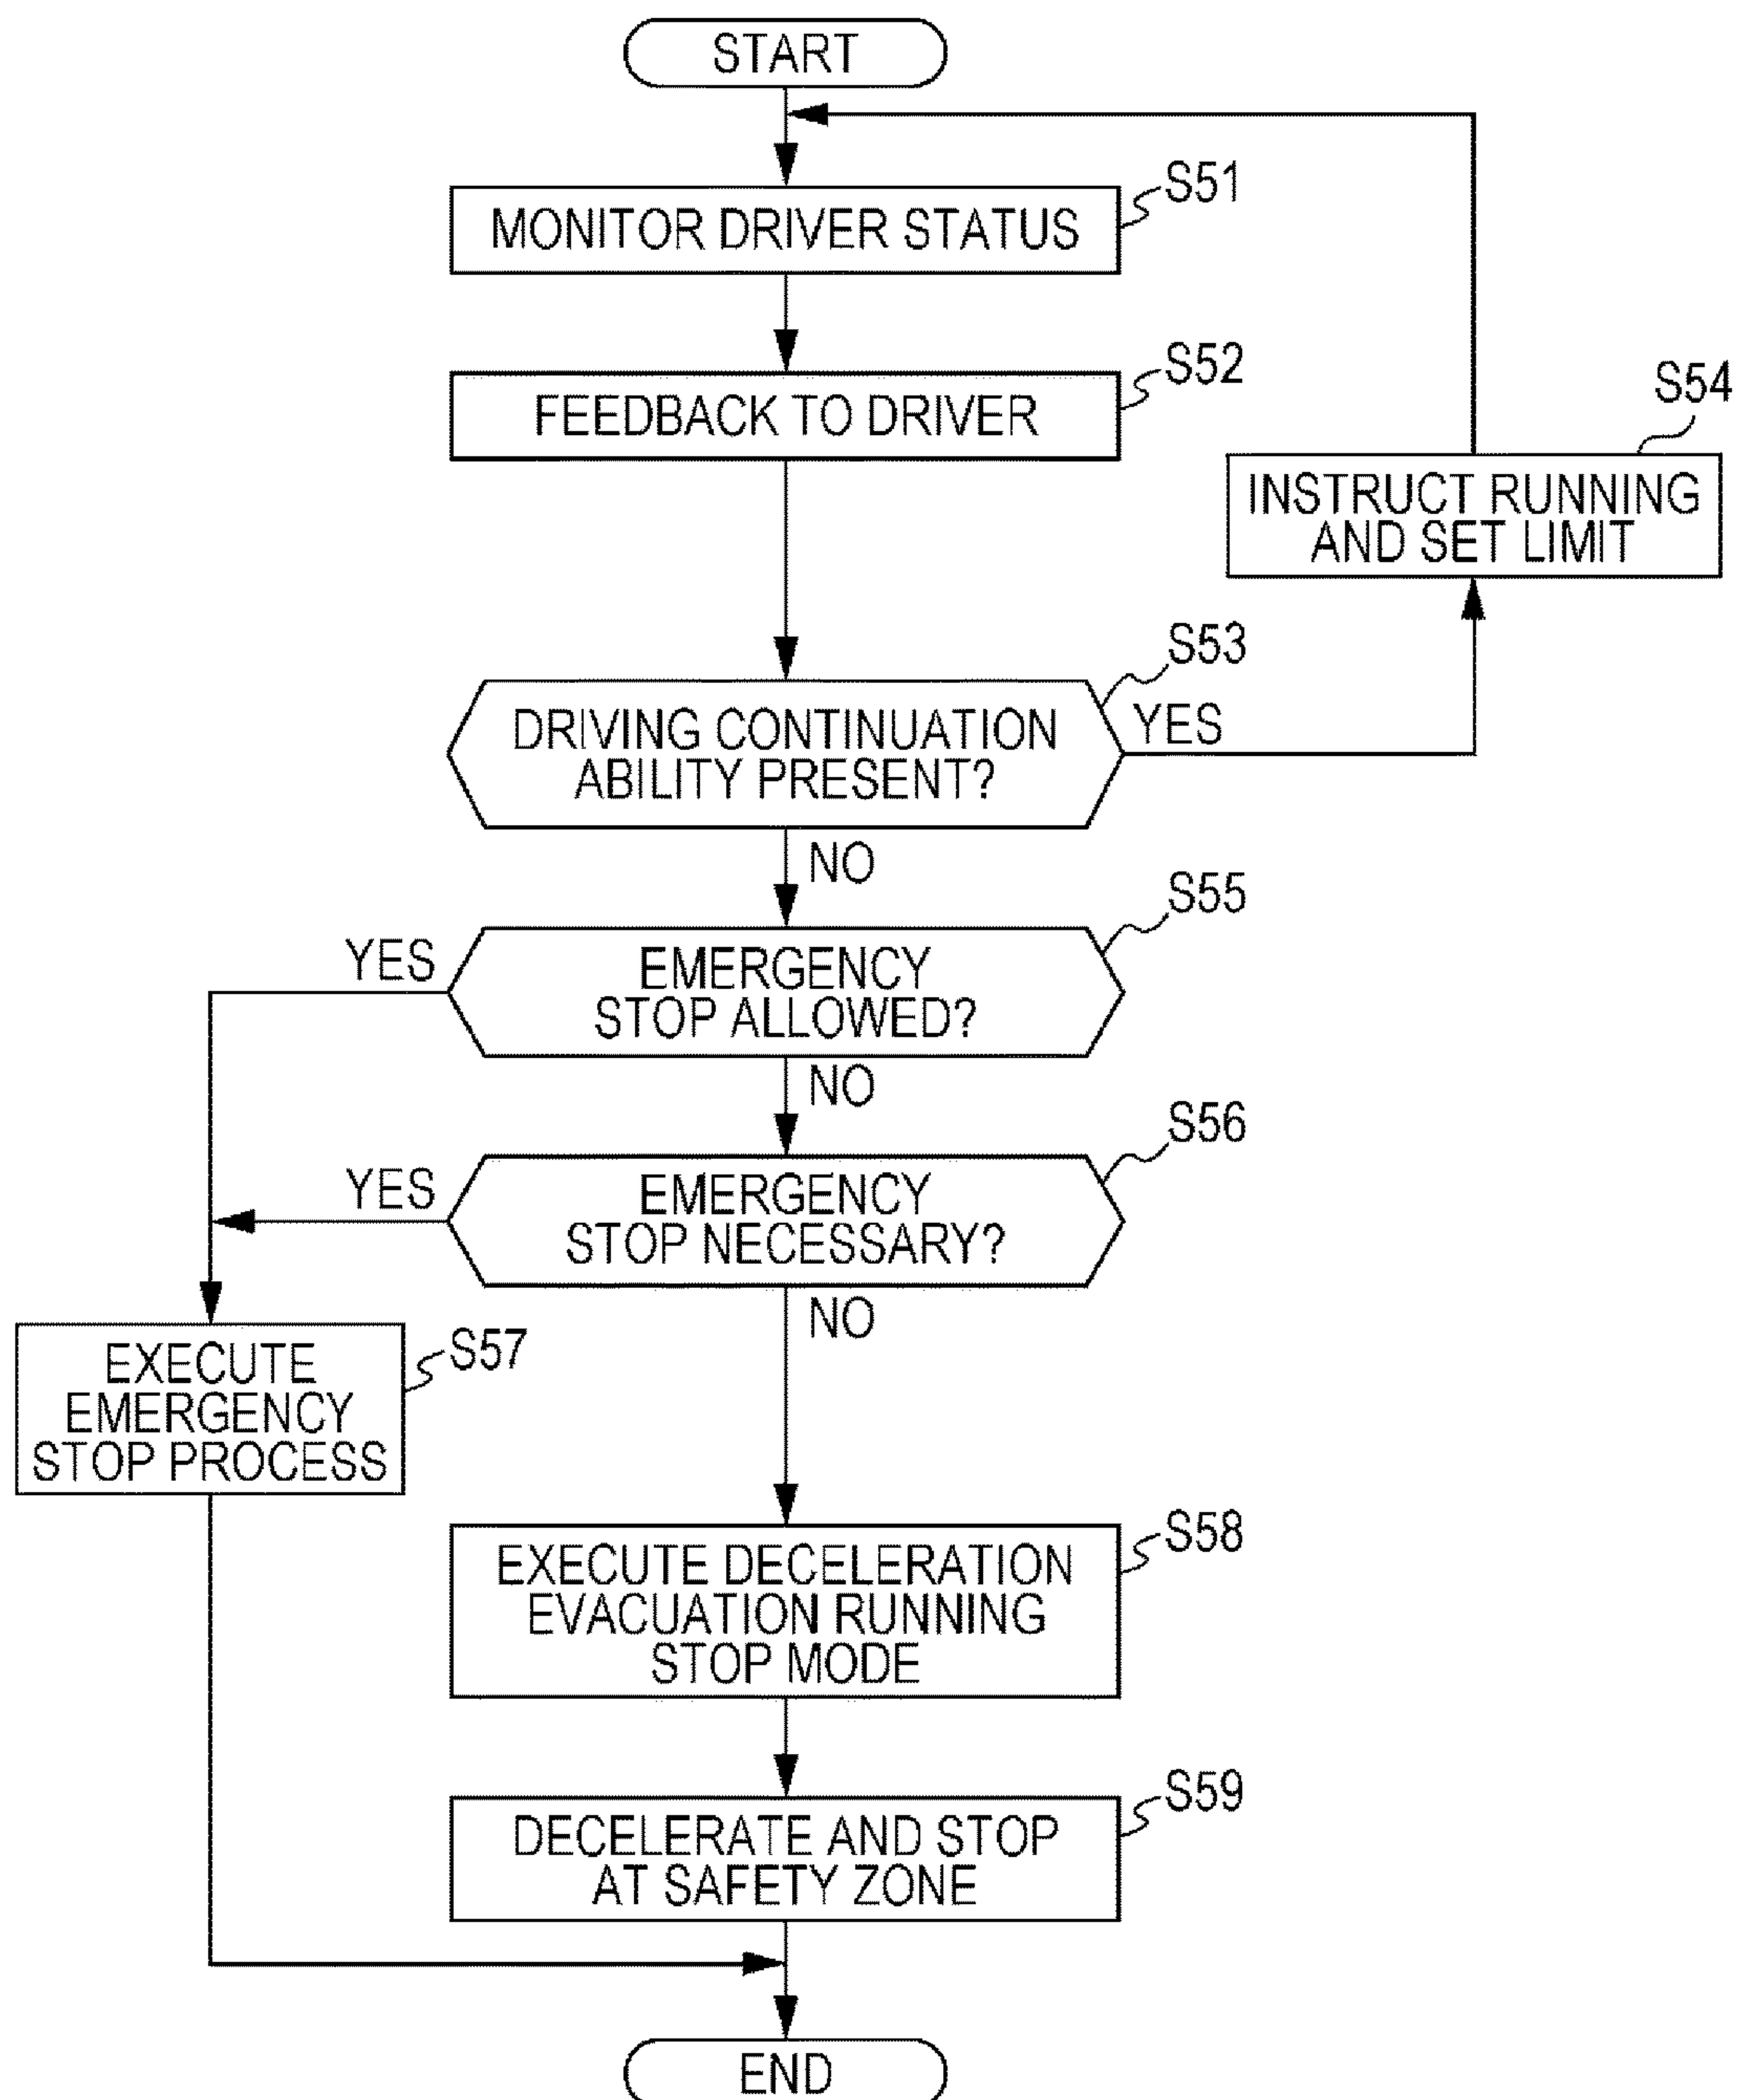 START
S51
MONITOR DRIVER STATUS
S52
FEEDBACK TO DRIVER
S54
INSTRUCT RUNNING
AND SET LIMIT
S53
DRIVING CONTINUATION
ABILITY PRESENT?
YES
NO
S55
YES
EMERGENCY
STOP ALLOWED?
NO
S56
YES
EMERGENCY
STOP NECESSARY?
NO
S57
EXECUTE
EMERGENCY
STOP PROCESS
S58
EXECUTE DECELERATION
EVACUATION RUNNING
STOP MODE
S59
DECELERATE AND STOP
AT SAFETY ZONE
END